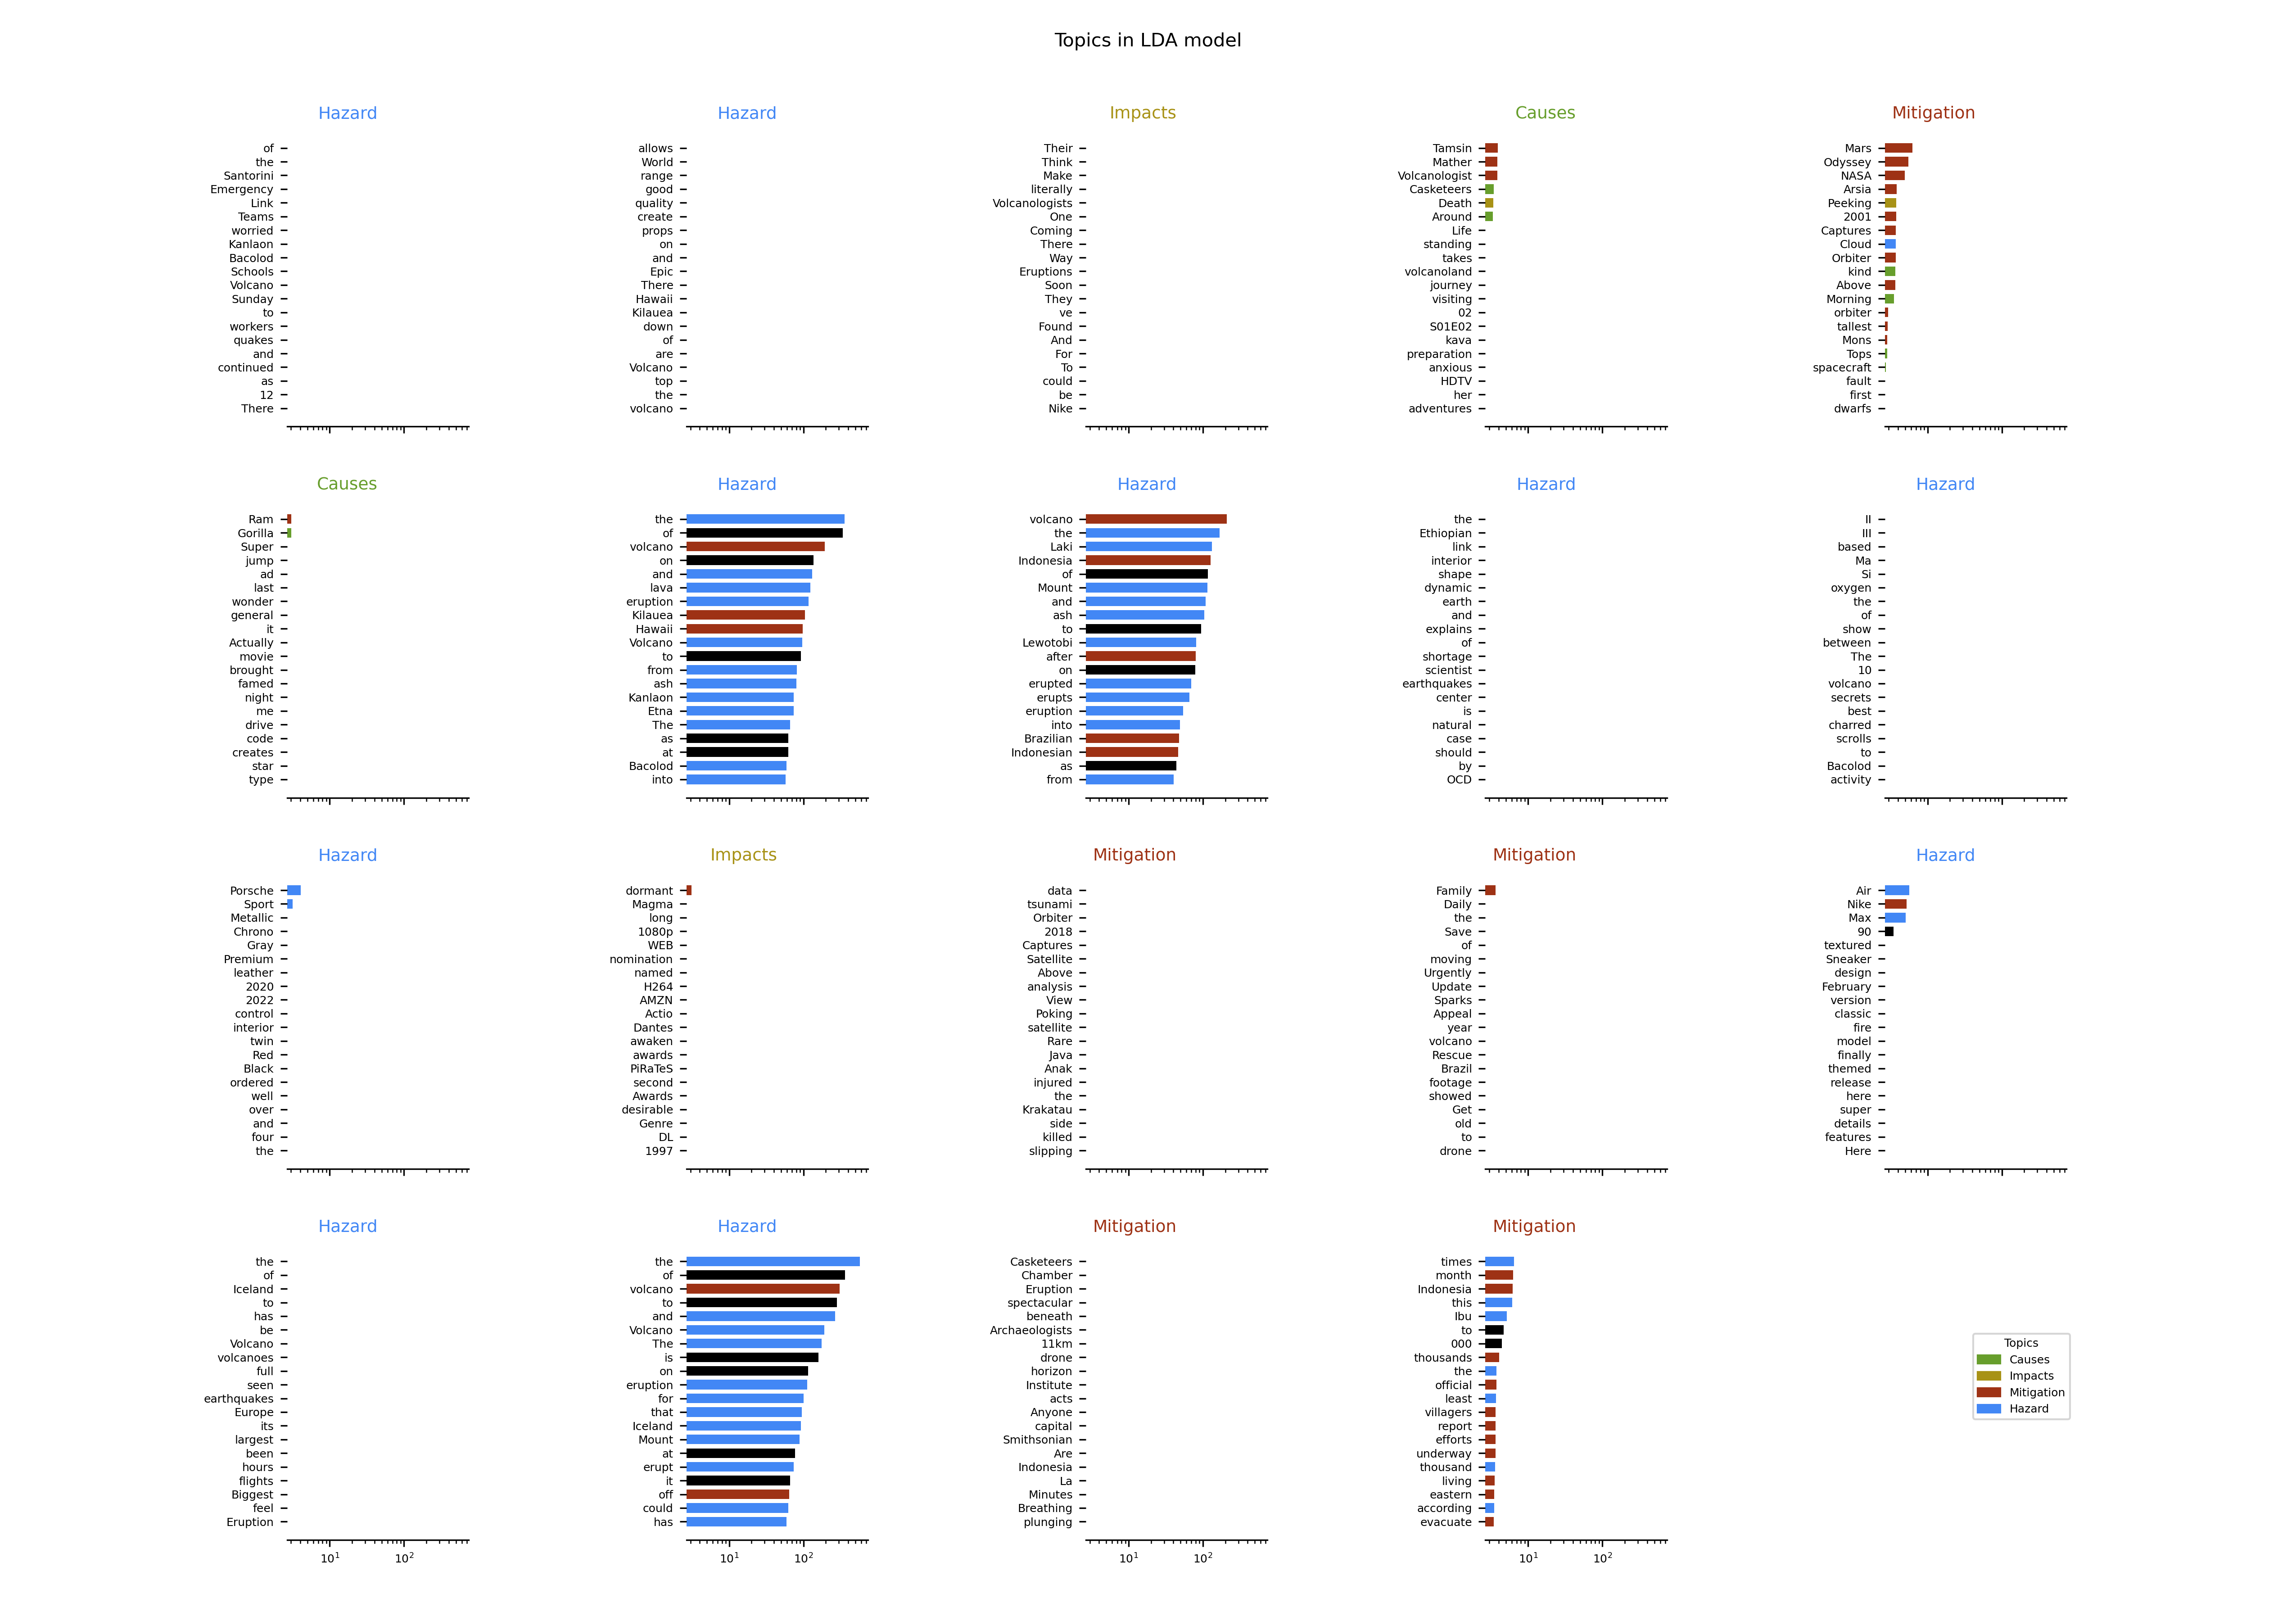 Topics in LDA model
Hazard
of
the
Santorini
Emergency
Link
Teams
worried
Kanlaon
Bacolod
Schools
Volcano
Sunday
to
workers
quakes
and
continued
as
12
There
Hazard
allows
World
range
good
quality
create
props
on
and
Epic
There
Hawaii
Kilauea
down
of
are
Volcano
top
the
volcano
Impacts
Their
Think
Make
literally
Volcanologists
One
Coming
There
Way
Eruptions
Soon
They
ve
Found
And
For
To
could
be
Nike
Causes
Tamsin
Mather
Volcanologist
Casketeers
Death
Around
Life
standing
takes
volcanoland
journey
visiting
02
S01E02
kava
preparation
anxious
HDTV
her
adventures
Mitigation
Mars
Odyssey
NASA
Arsia
Peeking
2001
Captures
Cloud
Orbiter
kind
Above
Morning
orbiter
tallest
Mons
Tops
spacecraft
fault
first
dwarfs
Causes
Ram
Gorilla
Super
jump
ad
last
wonder
general
it
Actually
movie
brought
famed
night
me
drive
code
creates
star
type
Hazard
the
of
volcano
on
and
lava
eruption
Kilauea
Hawaii
Volcano
to
from
ash
Kanlaon
Etna
The
as
at
Bacolod
into
Hazard
volcano
the
Laki
Indonesia
of
Mount
and
ash
to
Lewotobi
after
on
erupted
erupts
eruption
into
Brazilian
Indonesian
as
from
Hazard
the
Ethiopian
link
interior
shape
dynamic
earth
and
explains
of
shortage
scientist
earthquakes
center
is
natural
case
should
by
OCD
Hazard
II
III
based
Ma
Si
oxygen
the
of
show
between
The
10
volcano
secrets
best
charred
scrolls
to
Bacolod
activity
Hazard
Porsche
Sport
Metallic
Chrono
Gray
Premium
leather
2020
2022
control
interior
twin
Red
Black
ordered
well
over
and
four
the
Impacts
dormant
Magma
long
1080p
WEB
nomination
named
H264
AMZN
Actio
Dantes
awaken
awards
PiRaTeS
second
Awards
desirable
Genre
DL
1997
Mitigation
data
tsunami
Orbiter
2018
Captures
Satellite
Above
analysis
View
Poking
satellite
Rare
Java
Anak
injured
the
Krakatau
side
killed
slipping
Mitigation
Family
Daily
the
Save
of
moving
Urgently
Update
Sparks
Appeal
year
volcano
Rescue
Brazil
footage
showed
Get
old
to
drone
Hazard
Air
Nike
Max
90
textured
Sneaker
design
February
version
classic
fire
model
finally
themed
release
here
super
details
features
Here
Hazard
the
of
Iceland
to
has
be
Volcano
volcanoes
full
seen
earthquakes
Europe
its
largest
been
hours
flights
Biggest
feel
Eruption
10¹ 10²
Hazard
the
of
volcano
to
and
Volcano
The
is
on
eruption
for
that
Iceland
Mount
at
erupt
it
off
could
has
10¹ 10²
Mitigation
Casketeers
Chamber
Eruption
spectacular
beneath
Archaeologists
11km
drone
horizon
Institute
acts
Anyone
capital
Smithsonian
Are
Indonesia
La
Minutes
Breathing
plunging
10¹ 10²
Mitigation
times
month
Indonesia
this
Ibu
to
000
thousands
the
official
least
villagers
report
efforts
underway
thousand
living
eastern
according
evacuate
10¹ 10²
Topics
Causes
Impacts
Mitigation
Hazard